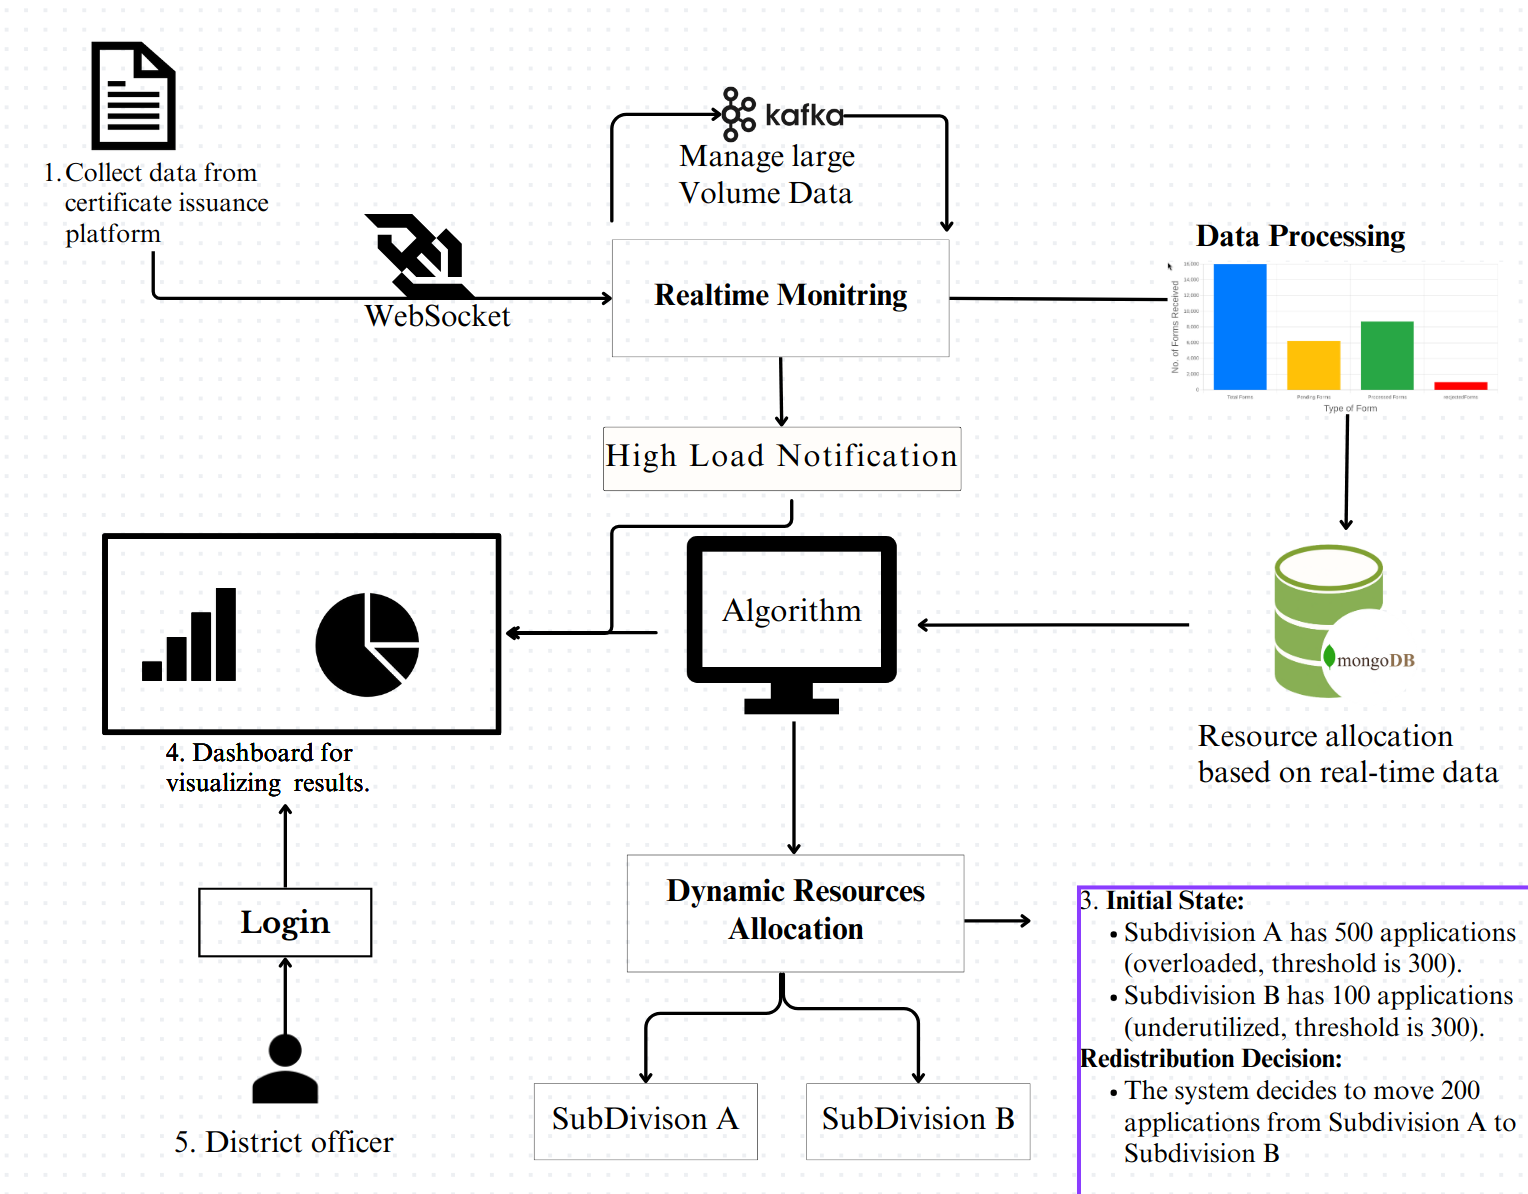 1. Collect data from
certificate issuance
platform
WebSocket
kafka
Manage large
Volume Data
Realtime Monitring
Data Processing
16,000
14,000
12,000
10,000
8,000
6,000
4,000
2,000
0
No. of Forms Received
Total Forms
Pending Forms
Processed Forms
Type of Form
High Load Notification
Algorithm
mongoDB
Resource allocation
based on real-time data
4. Dashboard for
visualizing results.
Login
5. District officer
Dynamic Resources
Allocation
SubDivison A
SubDivision B
3. Initial State:
• Subdivision A has 500 applications
(overloaded, threshold is 300).
• Subdivision B has 100 applications
(underutilized, threshold is 300).
Redistribution Decision:
• The system decides to move 200
applications from Subdivision A to
Subdivision B